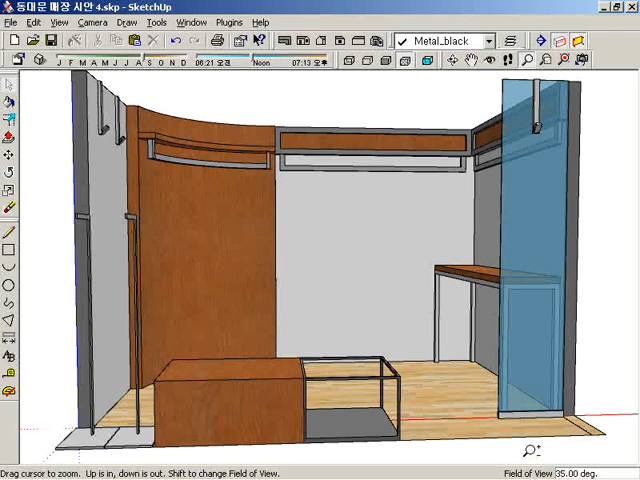 동대문 매장 시안 4.skp - SketchUp
File Edit View Camera Draw Tools Window Plugins Help
Metal_black
J F M A M J J A S O N D 06:21 오전 Noon 07:13 오후
Drag cursor to zoom. Up is in, down is out. Shift to change Field of View. Field of View 35.00 deg.